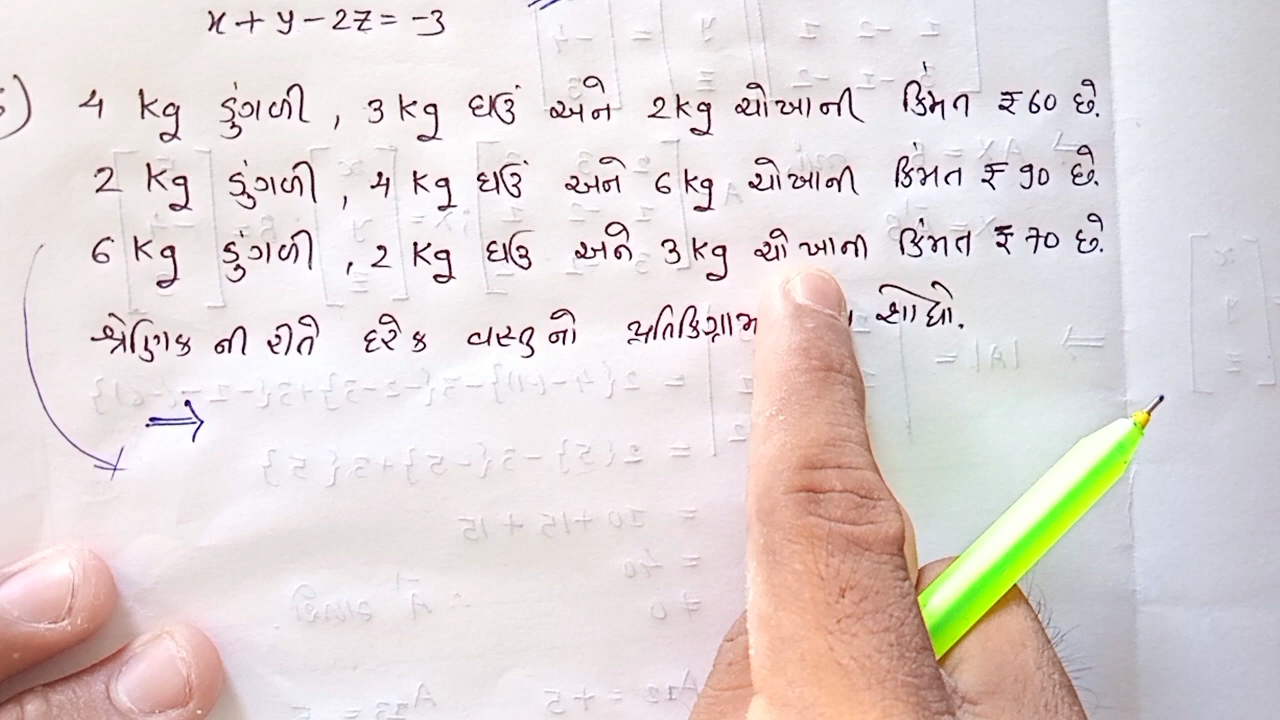 x + y - 2z = -3
4 kg ડુંગળી, 3 kg ઘઉં અને 2 kg ચોખાની કિંમત ₹ 60 છે.
2 kg ડુંગળી, 4 kg ઘઉં અને 6 kg ચોખાની કિંમત ₹ 90 છે.
6 kg ડુંગળી, 2 kg ઘઉં અને 3 kg ચોખાની કિંમત ₹ 70 છે.
શ્રેણિક ની રીતે દરેક વસ્તુનો પ્રતિકિગ્રામ શોધો.
⇒